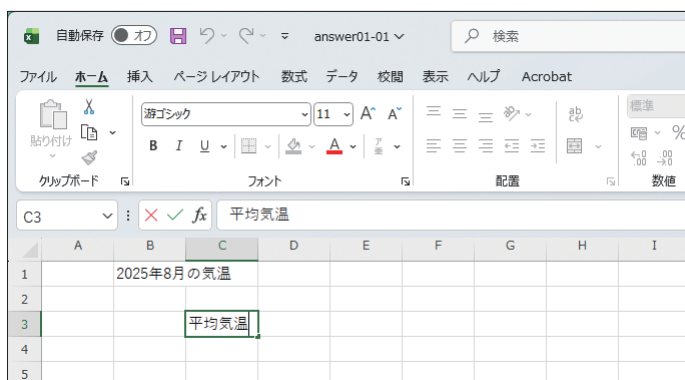 自動保存 オフ answer01-01 検索
ファイル ホーム 挿入 ページ レイアウト 数式 データ 校閲 表示 ヘルプ Acrobat
貼り付け 游ゴシック 11 A A ab 標準
B I U A ア亜 %
クリップボード フォント 配置 数値
C3 fx 平均気温
A B C D E F G H I
1 2025年8月の気温
2
3 平均気温
4
5